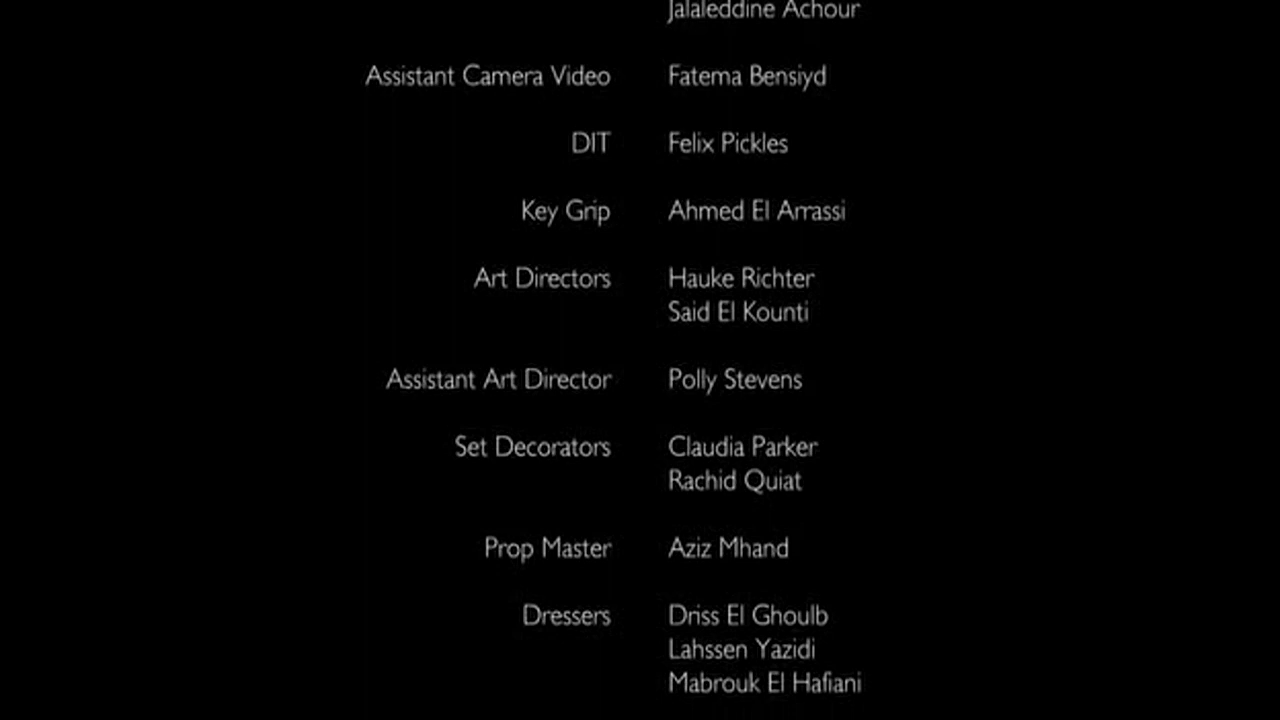 Jalaleddine Achour
Assistant Camera Video Fatema Bensiyd
DIT Felix Pickles
Key Grip Ahmed El Arrassi
Art Directors Hauke Richter
Said El Kounti
Assistant Art Director Polly Stevens
Set Decorators Claudia Parker
Rachid Quiat
Prop Master Aziz Mhand
Dressers Driss El Ghoulb
Lahssen Yazidi
Mabrouk El Hafiani